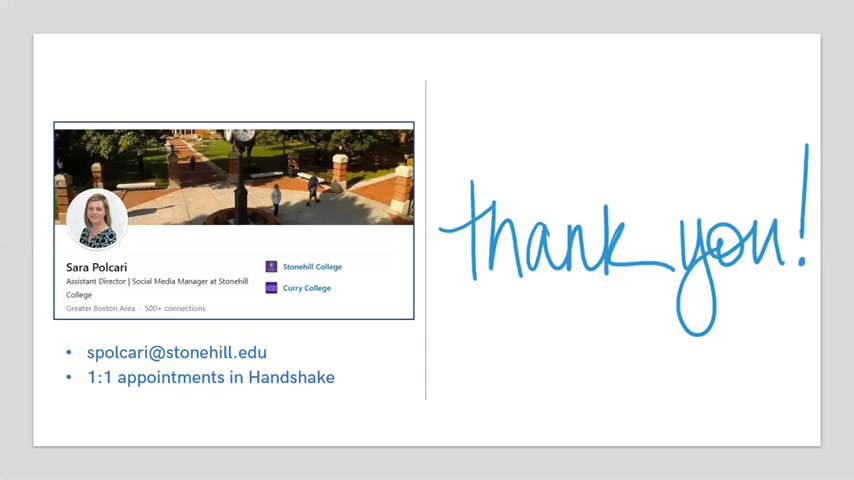 Sara Polcari
Assistant Director | Social Media Manager at Stonehill
College
Greater Boston Area · 500+ connections
Stonehill College
Curry College
• spolcari@stonehill.edu
• 1:1 appointments in Handshake
thank you!